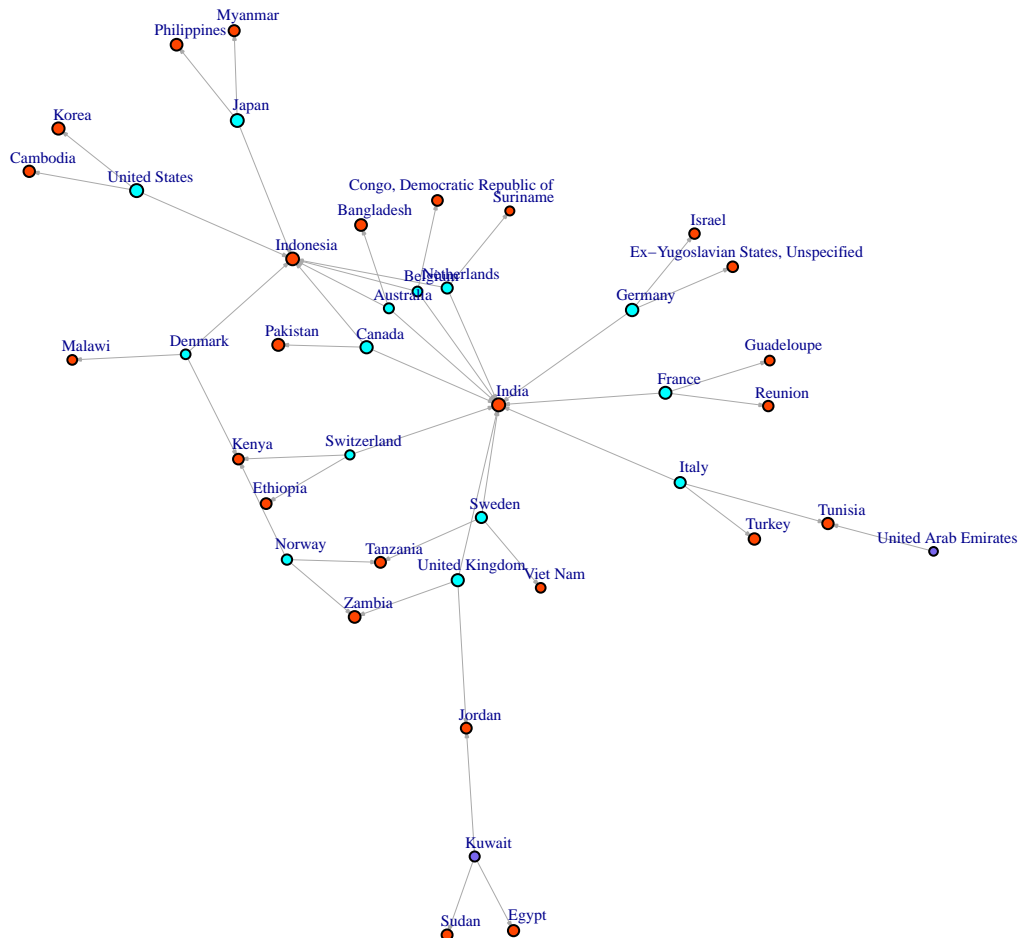 Myanmar
Philippines
Japan
Korea
Cambodia
United States
Congo, Democratic Republic of
Suriname
Bangladesh
Israel
Indonesia
Ex−Yugoslavian States, Unspecified
Belgium
Netherlands
Australia
Germany
Pakistan
Canada
Denmark
Malawi
Guadeloupe
France
Reunion
India
Kenya
Switzerland
Italy
Ethiopia
Sweden
Tunisia
Turkey
United Arab Emirates
Norway
Tanzania
United Kingdom
Viet Nam
Zambia
Jordan
Kuwait
Sudan
Egypt